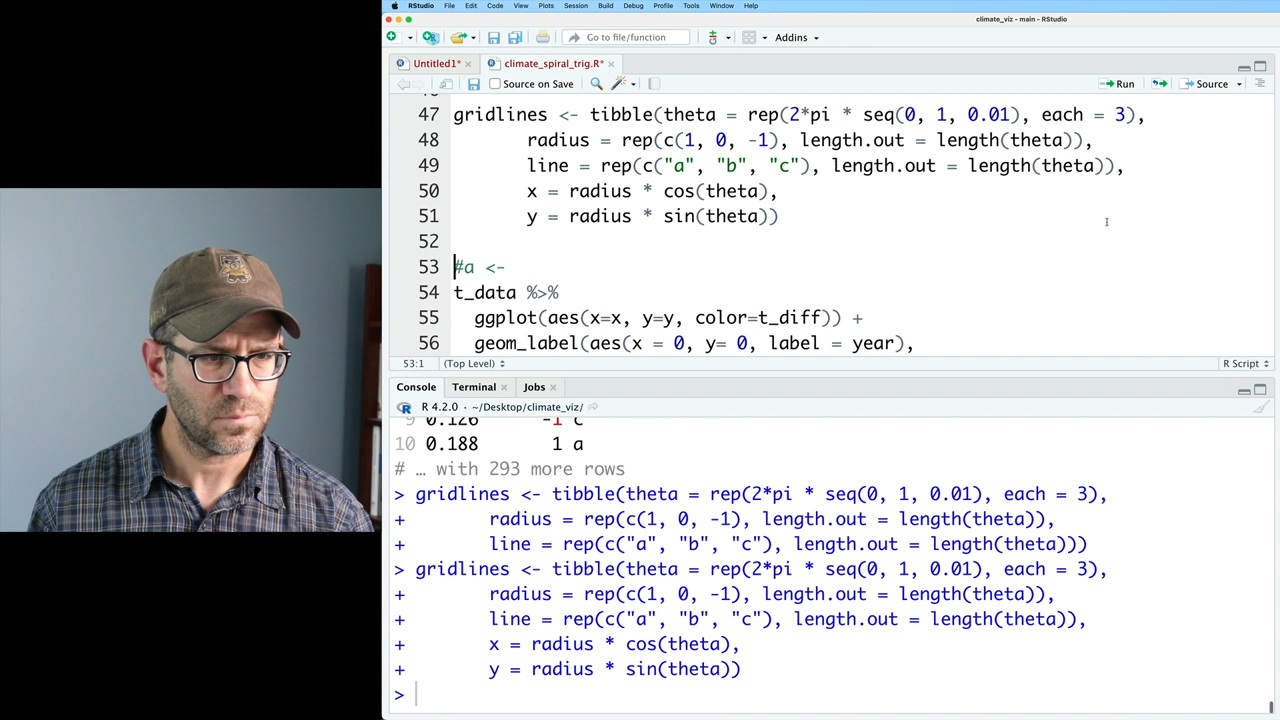 RStudio File Edit Code View Plots Session Build Debug Profile Tools Window Help
climate_viz - main - RStudio
Go to file/function Addins
Untitled1* climate_spiral_trig.R*
Source on Save Run Source
47 gridlines <- tibble(theta = rep(2*pi * seq(0, 1, 0.01), each = 3),
48 radius = rep(c(1, 0, -1), length.out = length(theta)),
49 line = rep(c("a", "b", "c"), length.out = length(theta)),
50 x = radius * cos(theta),
51 y = radius * sin(theta))
52
53 #a <-
54 t_data %>%
55 ggplot(aes(x=x, y=y, color=t_diff)) +
56 geom_label(aes(x = 0, y= 0, label = year),
53:1 (Top Level) R Script
Console Terminal Jobs
R 4.2.0 · ~/Desktop/climate_viz/
9 0.126 -1 c
10 0.188 1 a
# … with 293 more rows
> gridlines <- tibble(theta = rep(2*pi * seq(0, 1, 0.01), each = 3),
+ radius = rep(c(1, 0, -1), length.out = length(theta)),
+ line = rep(c("a", "b", "c"), length.out = length(theta)))
> gridlines <- tibble(theta = rep(2*pi * seq(0, 1, 0.01), each = 3),
+ radius = rep(c(1, 0, -1), length.out = length(theta)),
+ line = rep(c("a", "b", "c"), length.out = length(theta)),
+ x = radius * cos(theta),
+ y = radius * sin(theta))
>